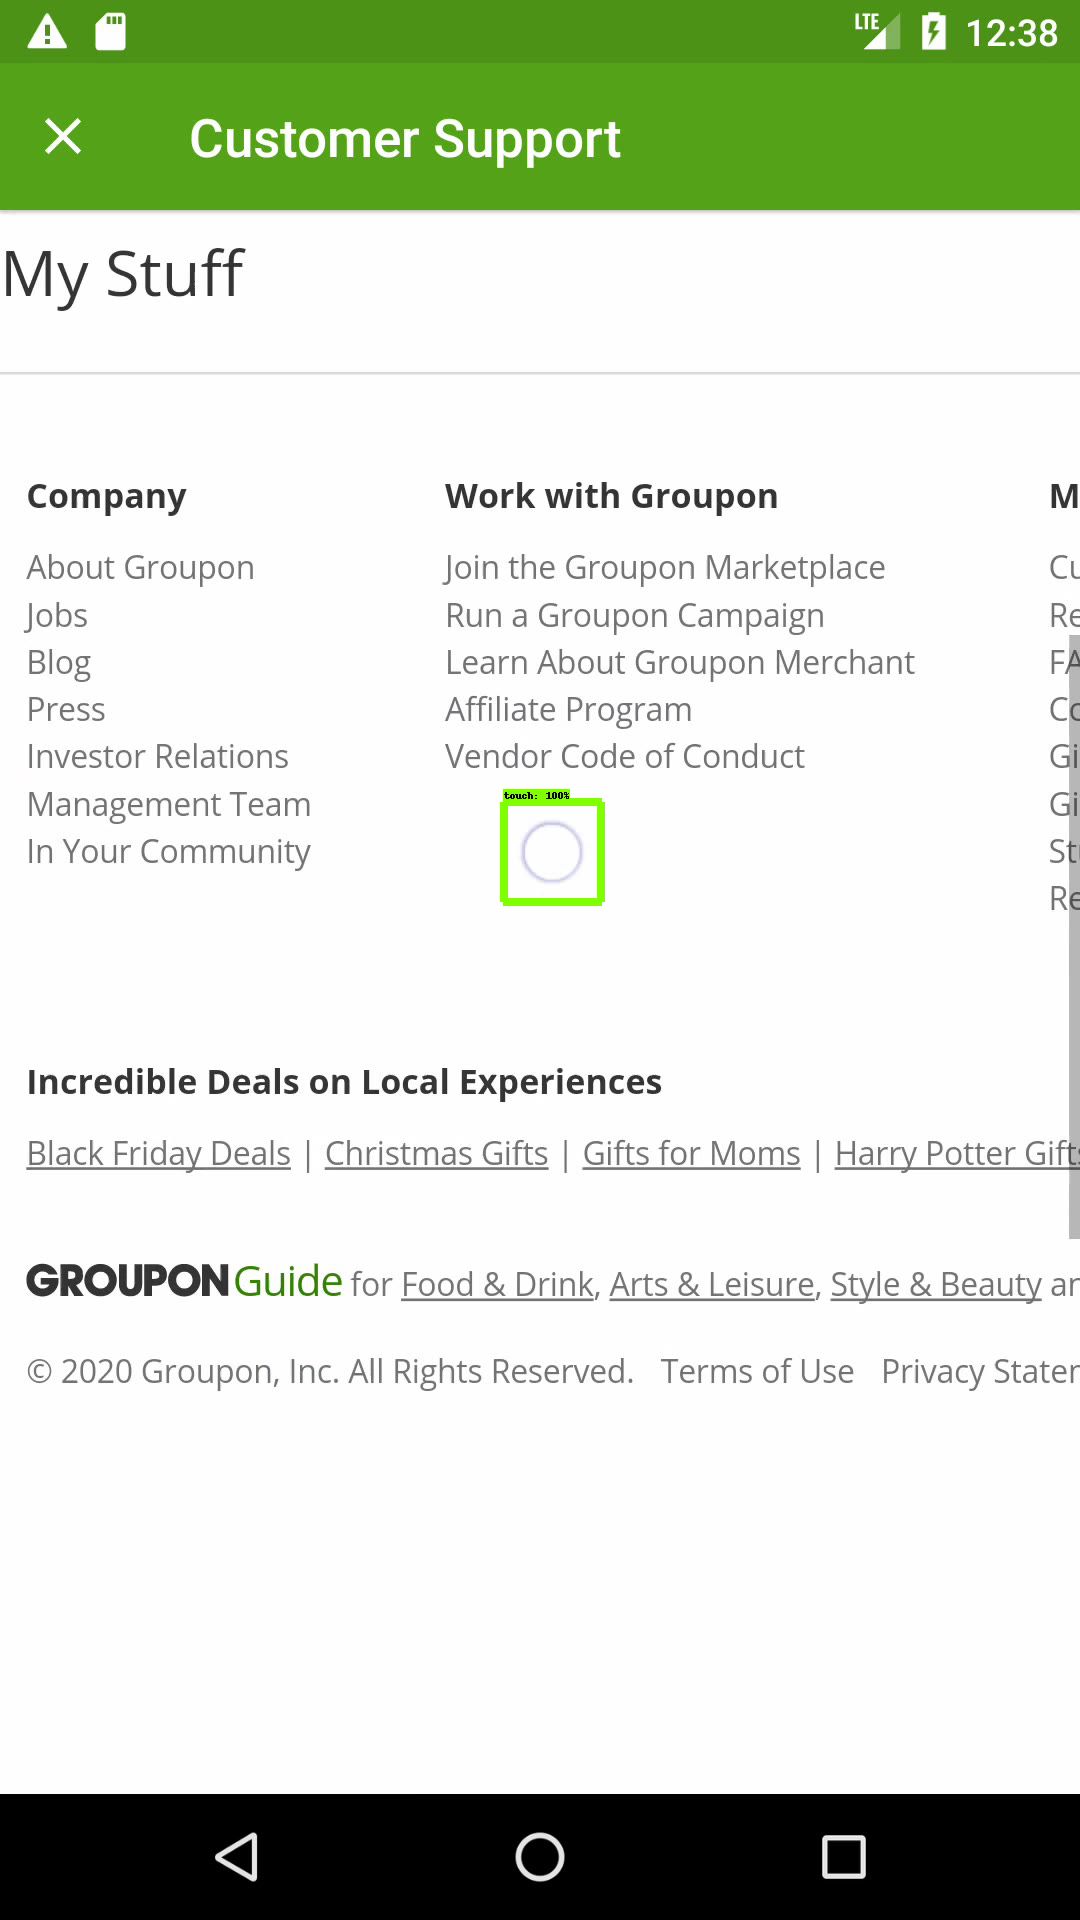 LTE 12:38
Customer Support
My Stuff
Company
About Groupon
Jobs
Blog
Press
Investor Relations
Management Team
In Your Community
Work with Groupon
Join the Groupon Marketplace
Run a Groupon Campaign
Learn About Groupon Merchant
Affiliate Program
Vendor Code of Conduct
touch: 100%
M
Cu
Re
FA
Co
Gi
Gi
Stu
Re
Incredible Deals on Local Experiences
Black Friday Deals | Christmas Gifts | Gifts for Moms | Harry Potter Gifts
GROUPON Guide for Food & Drink, Arts & Leisure, Style & Beauty an
© 2020 Groupon, Inc. All Rights Reserved. Terms of Use Privacy Stater